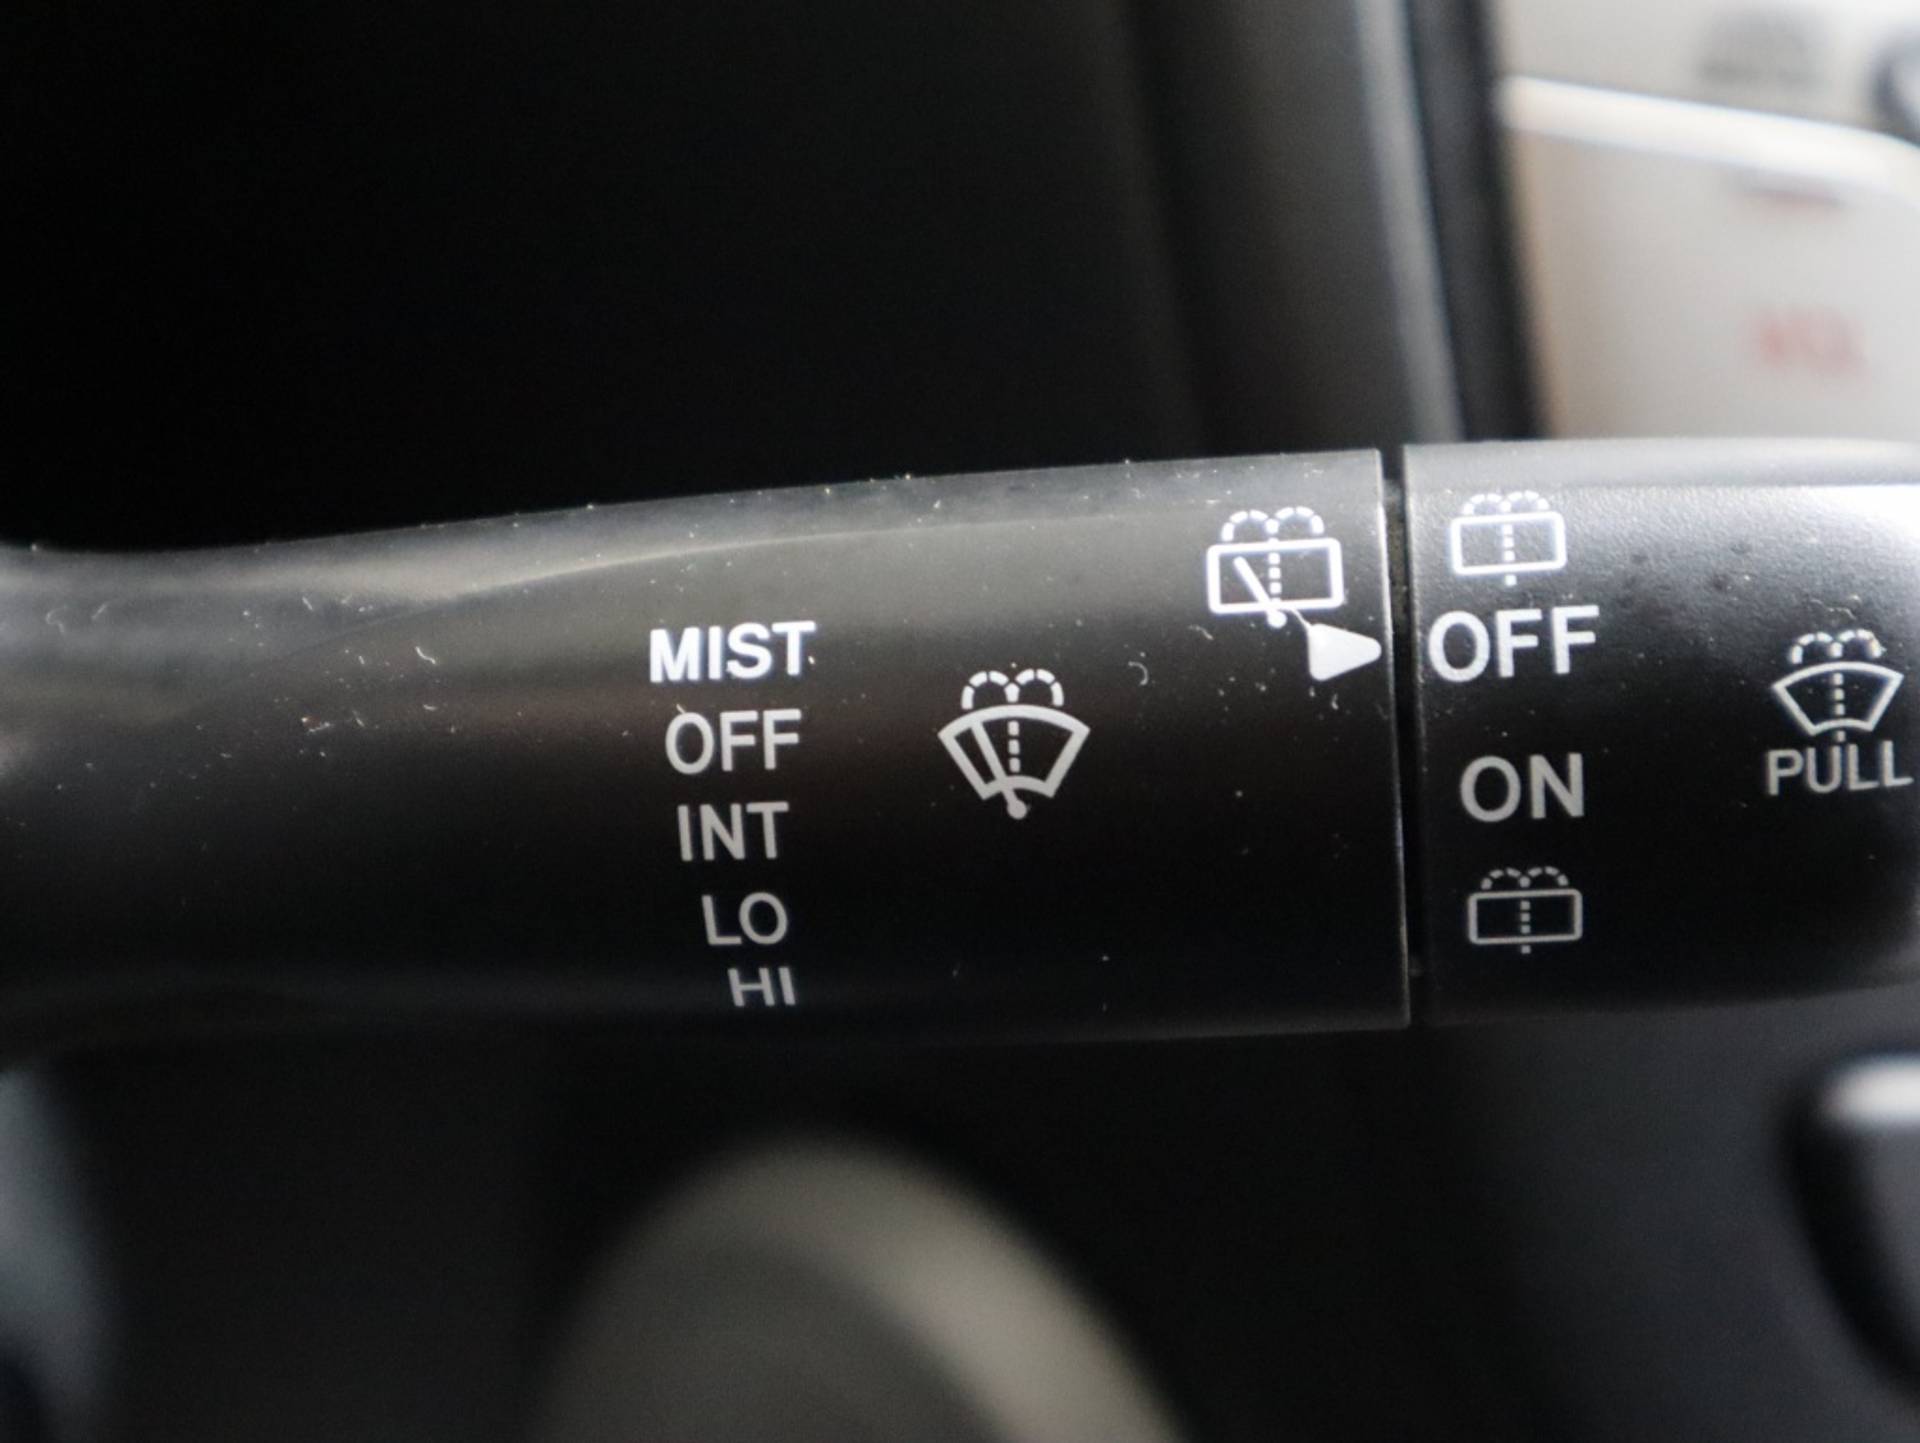 MIST
OFF
INT
LO
HI
OFF
ON
PULL